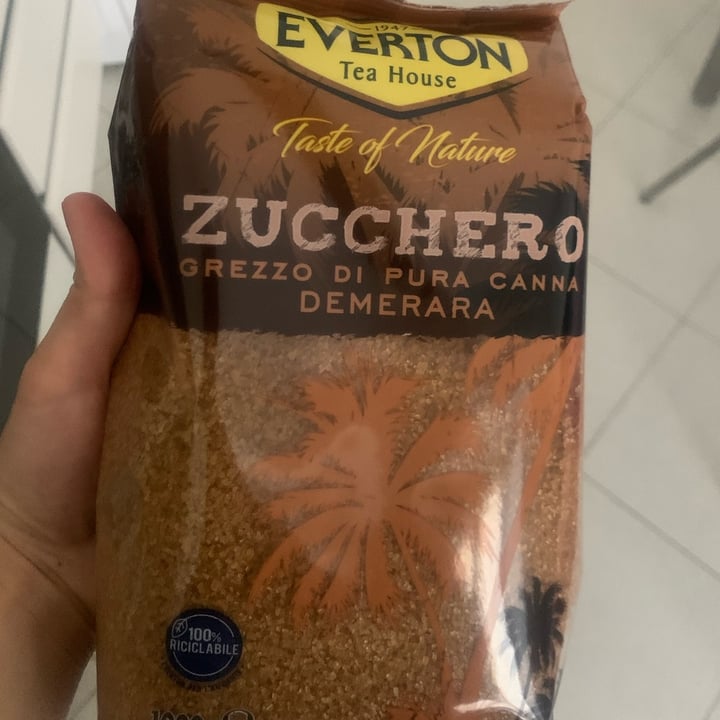 1947
EVERTON
Tea House
Taste of Nature
ZUCCHERO
GREZZO DI PURA CANNA
DEMERARA
100%
RICICLABILE